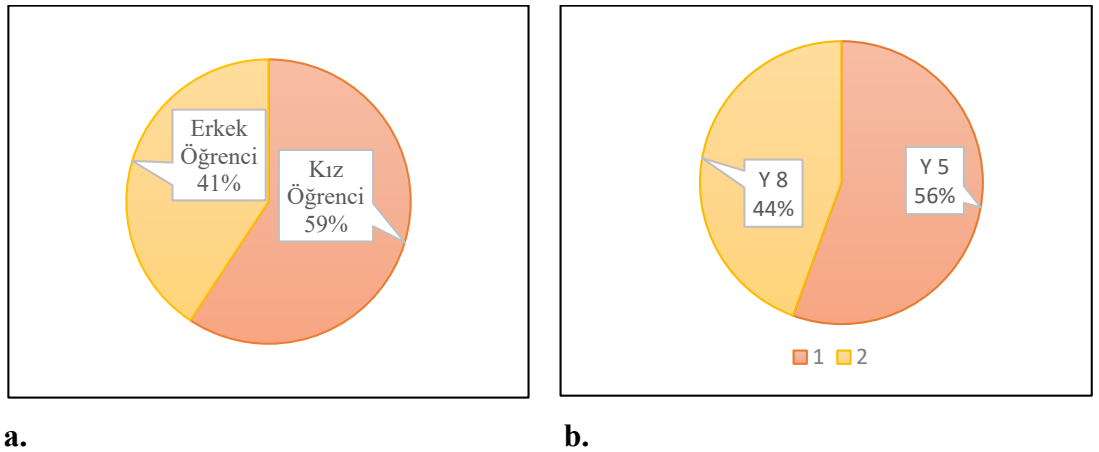 Erkek
Öğrenci
41%
Kız
Öğrenci
59%
a.
Y 8
44%
Y 5
56%
1 2
b.